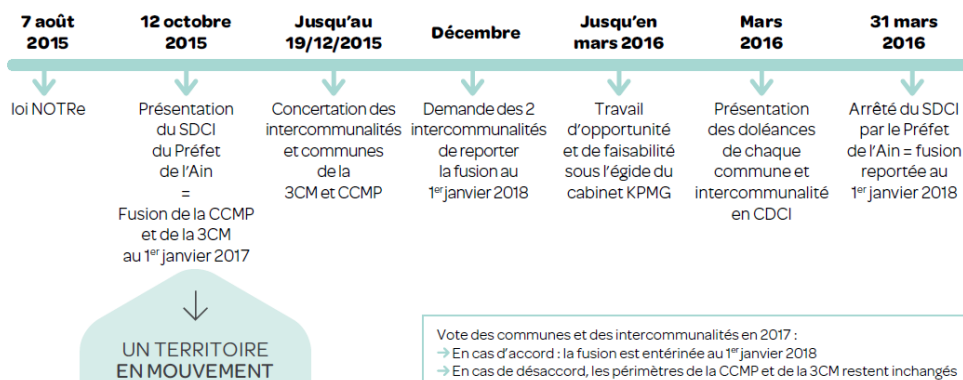 7 août
2015
12 octobre
2015
Jusqu'au
19/12/2015
Décembre
Jusqu'en
mars 2016
Mars
2016
31 mars
2016
loi NOTRe
Présentation
du SDCI
du Préfet
de l'Ain
=
Fusion de la CCMP
et de la 3CM
au 1er janvier 2017
Concertation des
intercommunalités
et communes
de la
3CM et CCMP
Demande des 2
intercommunalités
de reporter
la fusion au
1er janvier 2018
Travail
d'opportunité
et de faisabilité
sous l'égide du
cabinet KPMG
Présentation
des doléances
de chaque
commune et
intercommunalité
en CDCI
Arrêté du SDCI
par le Préfet
de l'Ain = fusion
reportée au
1er janvier 2018
UN TERRITOIRE
EN MOUVEMENT
Vote des communes et des intercommunalités en 2017 :
→ En cas d'accord : la fusion est entérinée au 1er janvier 2018
→ En cas de désaccord, les périmètres de la CCMP et de la 3CM restent inchangés